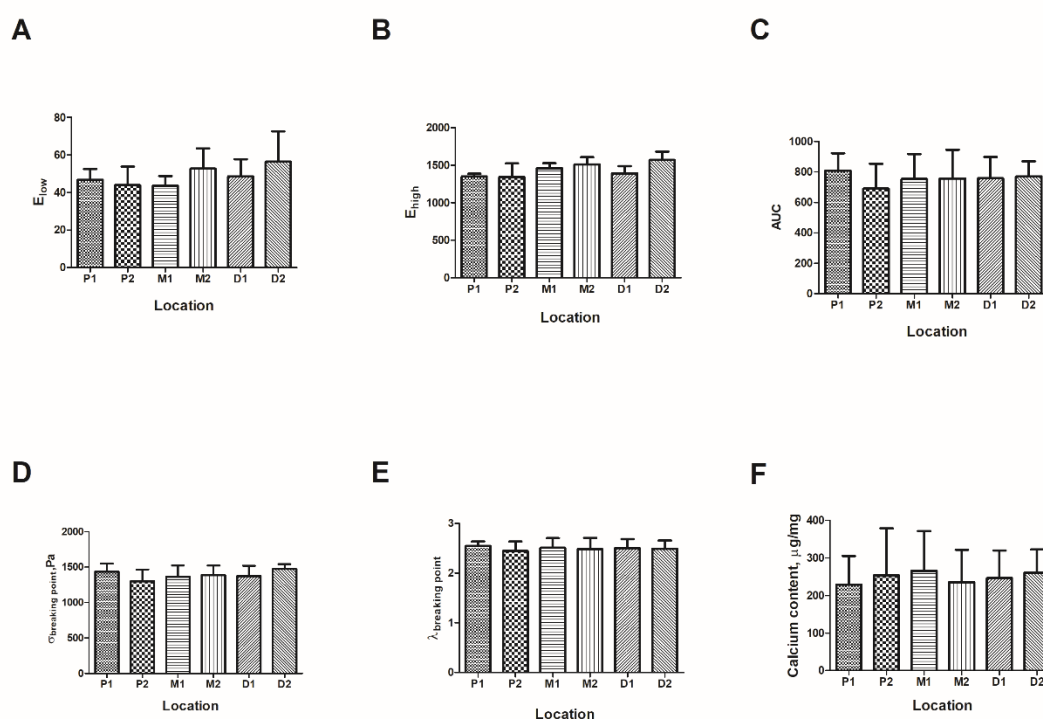 A
B
C
E_low
80
60
40
20
0
P1 P2 M1 M2 D1 D2
Location
E_high
2000
1500
1000
500
0
P1 P2 M1 M2 D1 D2
Location
AUC
1000
800
600
400
200
0
P1 P2 M1 M2 D1 D2
Location
D
E
F
σbreaking point,Pa
2000
1500
1000
500
0
P1 P2 M1 M2 D1 D2
Location
λ breaking point
3
2
1
0
P1 P2 M1 M2 D1 D2
Location
Calcium content, µg/mg
400
300
200
100
0
P1 P2 M1 M2 D1 D2
Location